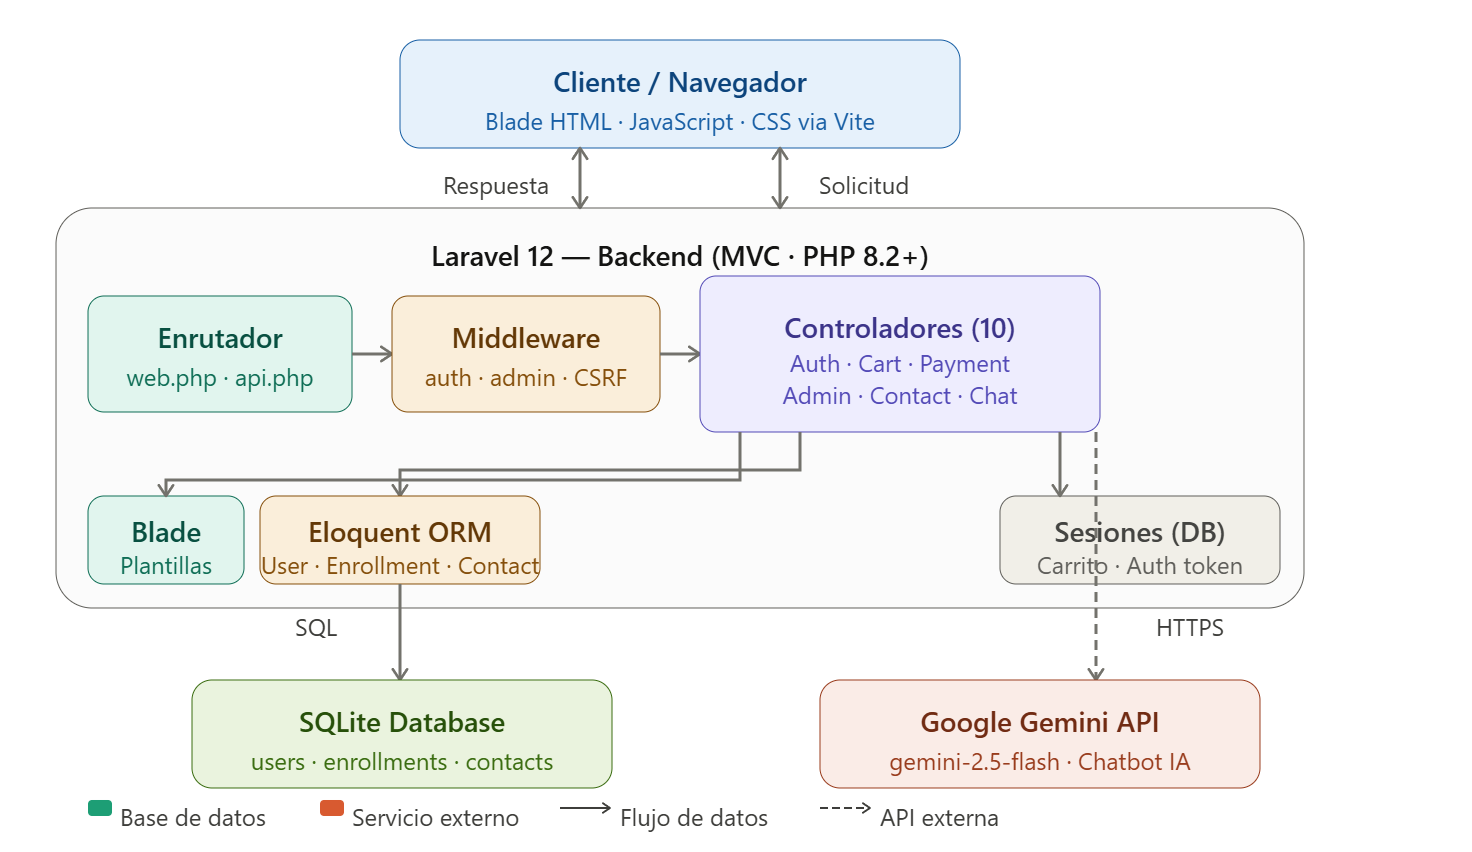 Cliente / Navegador
Blade HTML · JavaScript · CSS via Vite
Respuesta
Solicitud
Laravel 12 — Backend (MVC · PHP 8.2+)
Enrutador
web.php · api.php
Middleware
auth · admin · CSRF
Controladores (10)
Auth · Cart · Payment
Admin · Contact · Chat
Blade
Plantillas
Eloquent ORM
User · Enrollment · Contact
Sesiones (DB)
Carrito · Auth token
SQL
HTTPS
SQLite Database
users · enrollments · contacts
Google Gemini API
gemini-2.5-flash · Chatbot IA
Base de datos
Servicio externo
Flujo de datos
API externa